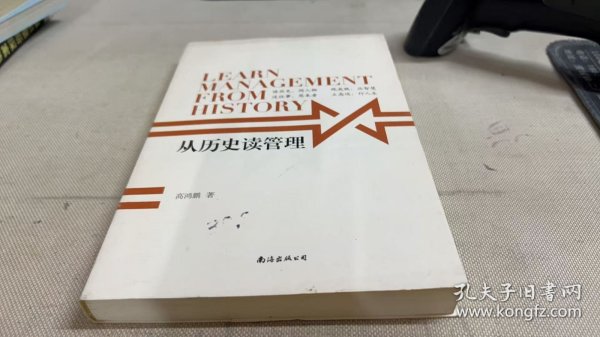 LEARN
MANAGEMENT
FROM
HISTORY
从历史读管理
高鸿鹏 著
南海出版公司
孔夫子旧书网
www.kongfz.com